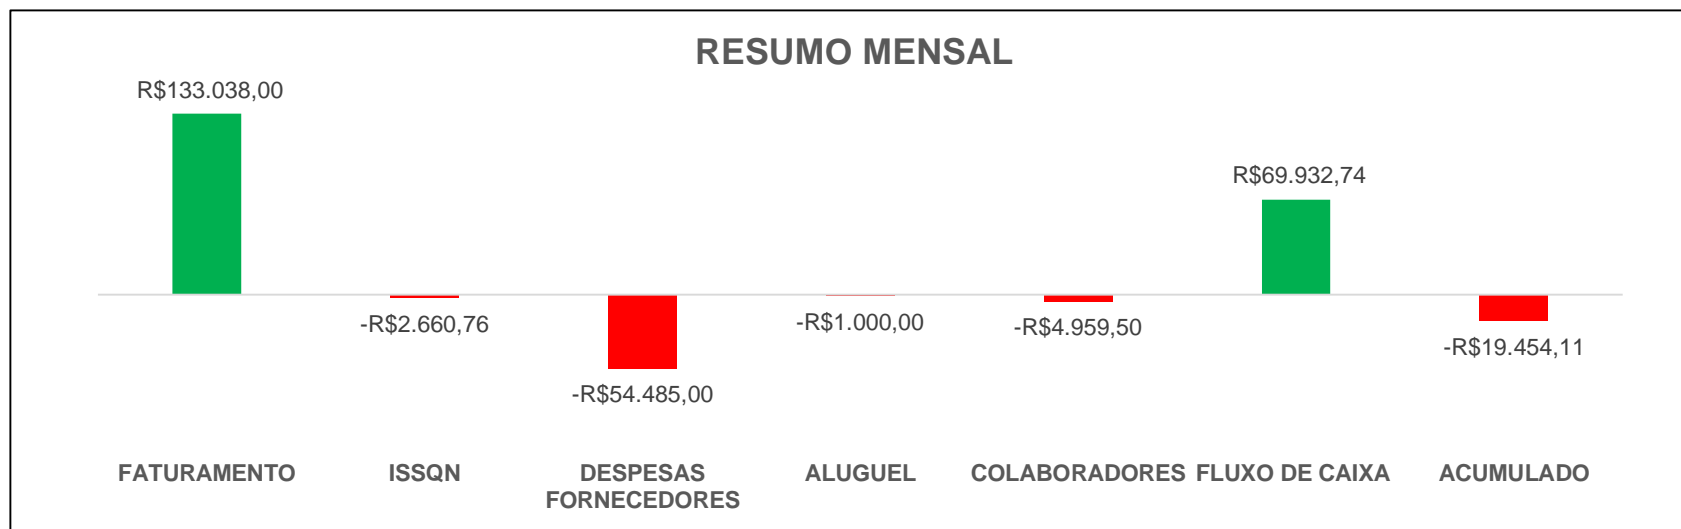 RESUMO MENSAL
R$133.038,00
-R$2.660,76
-R$54.485,00
-R$1.000,00
-R$4.959,50
R$69.932,74
-R$19.454,11
FATURAMENTO
ISSQN
DESPESAS
FORNECEDORES
ALUGUEL
COLABORADORES
FLUXO DE CAIXA
ACUMULADO